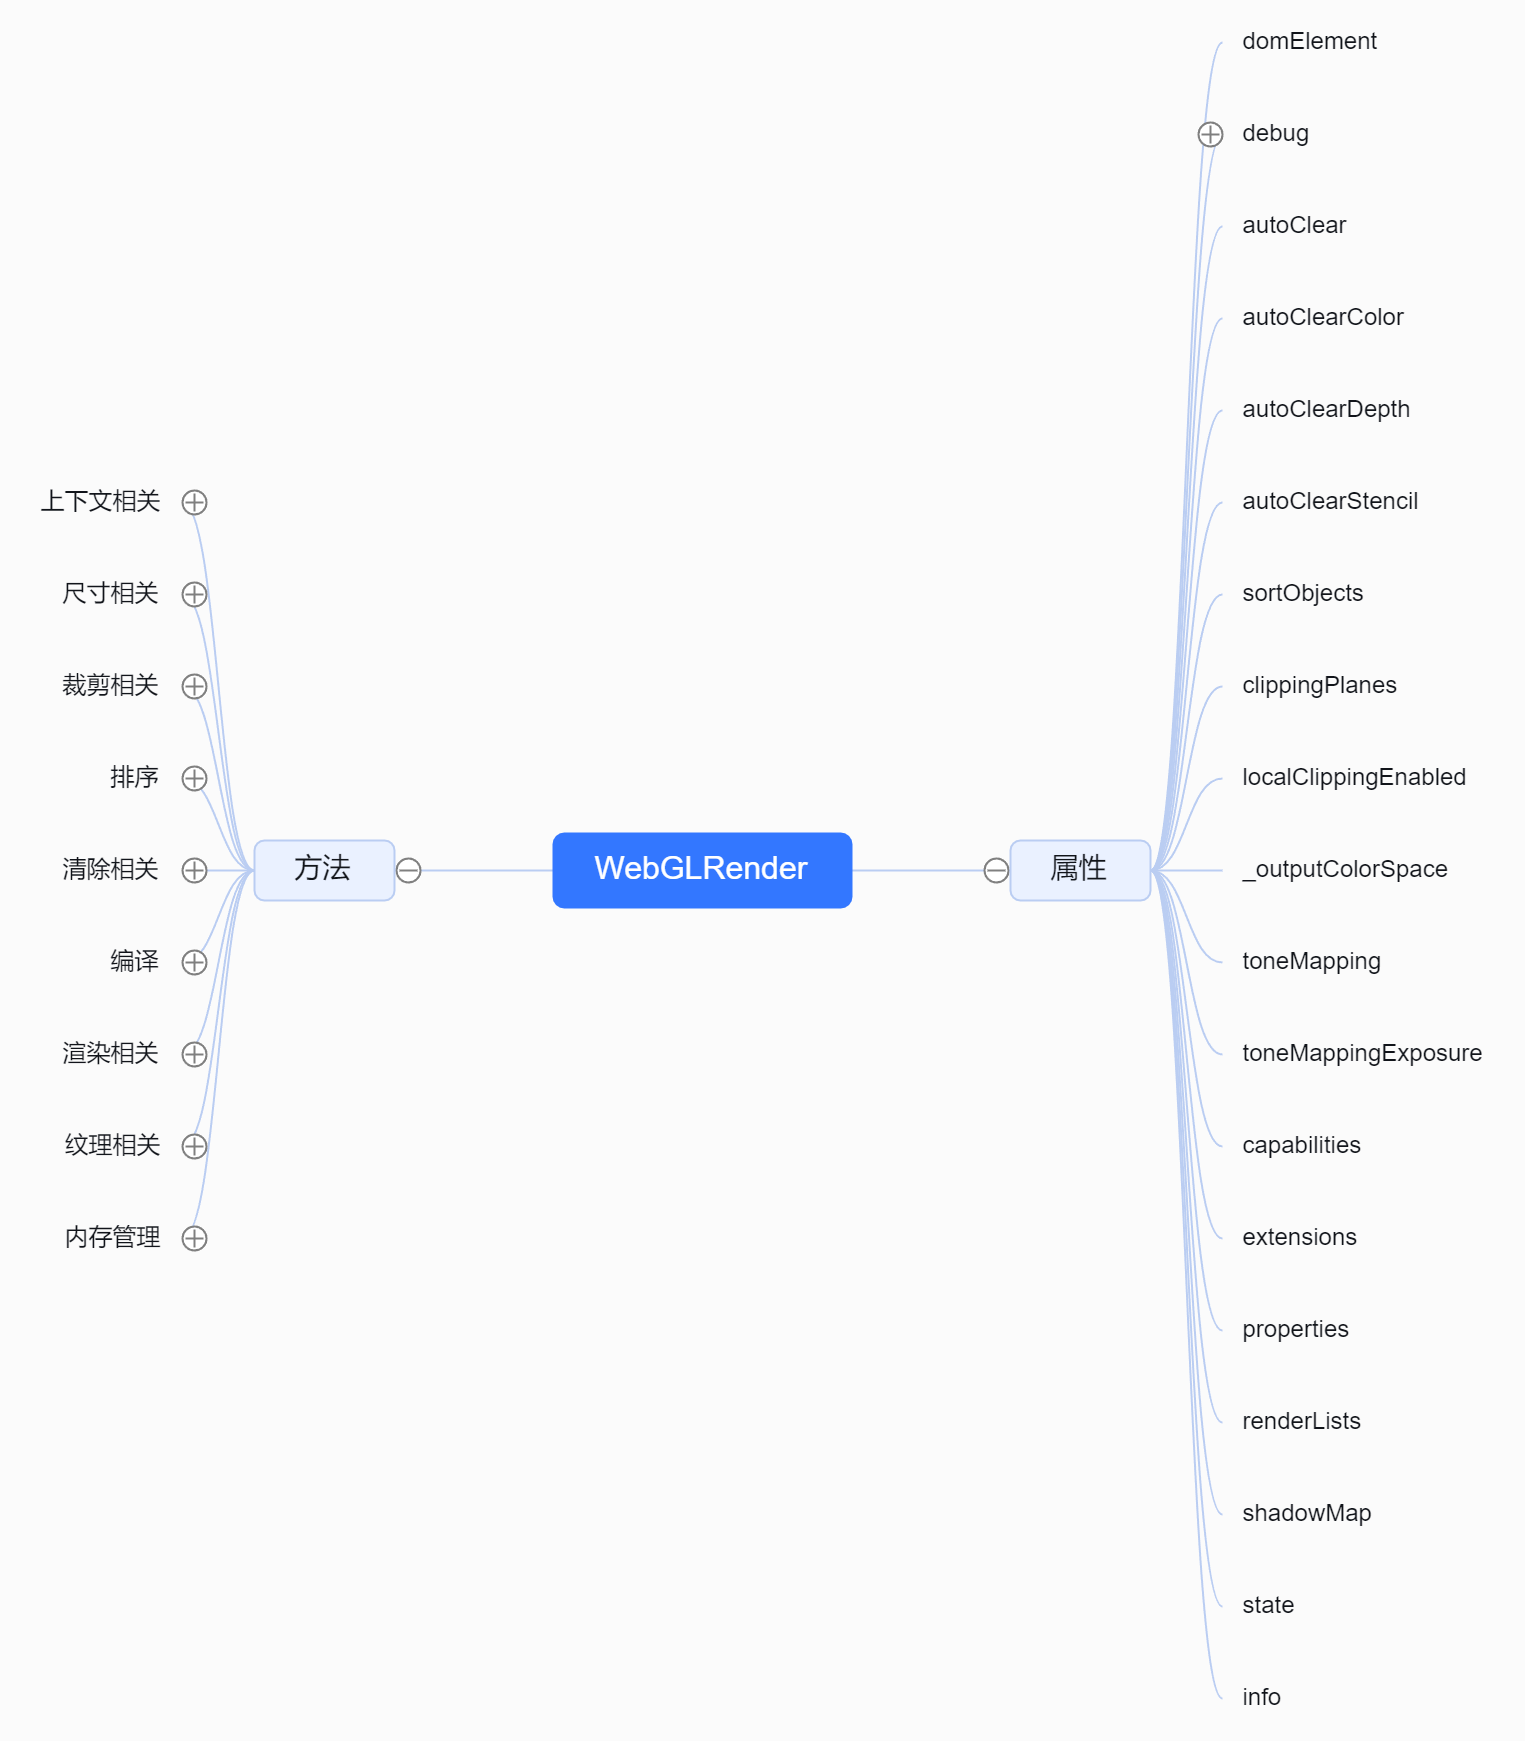 WebGLRender
方法
上下文相关
尺寸相关
裁剪相关
排序
清除相关
编译
渲染相关
纹理相关
内存管理
属性
domElement
debug
autoClear
autoClearColor
autoClearDepth
autoClearStencil
sortObjects
clippingPlanes
localClippingEnabled
_outputColorSpace
toneMapping
toneMappingExposure
capabilities
extensions
properties
renderLists
shadowMap
state
info